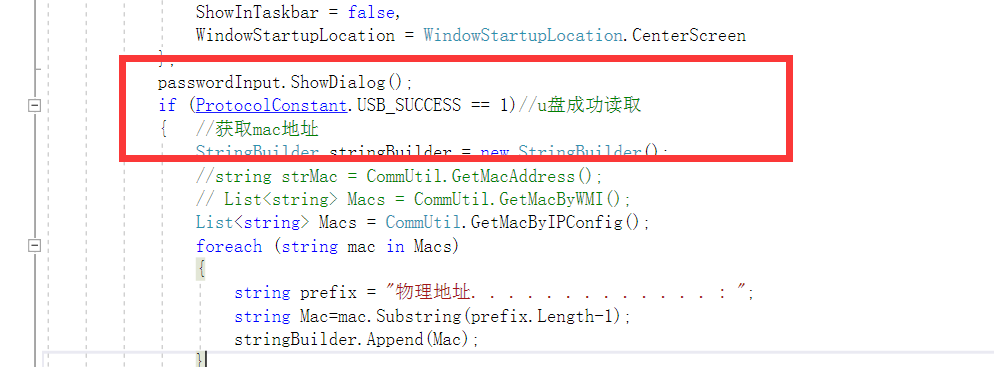 ShowInTaskbar = false,
WindowStartupLocation = WindowStartupLocation.CenterScreen
};
passwordInput.ShowDialog();
if (ProtocolConstant.USB_SUCCESS == 1)//u盘成功读取
{ //获取mac地址
StringBuilder stringBuilder = new StringBuilder();
//string strMac = CommUtil.GetMacAddress();
// List<string> Macs = CommUtil.GetMacByWMI();
List<string> Macs = CommUtil.GetMacByIPConfig();
foreach (string mac in Macs)
{
string prefix = "物理地址. . . . . . . . . . . . . : ";
string Mac=mac.Substring(prefix.Length-1);
stringBuilder.Append(Mac);
}